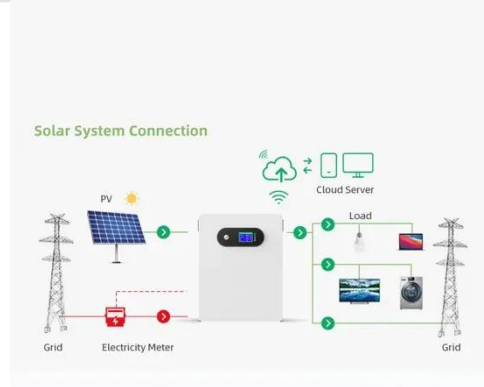 Solar System Connection
Cloud Server
PV
Load
Grid
Electricity Meter
Grid